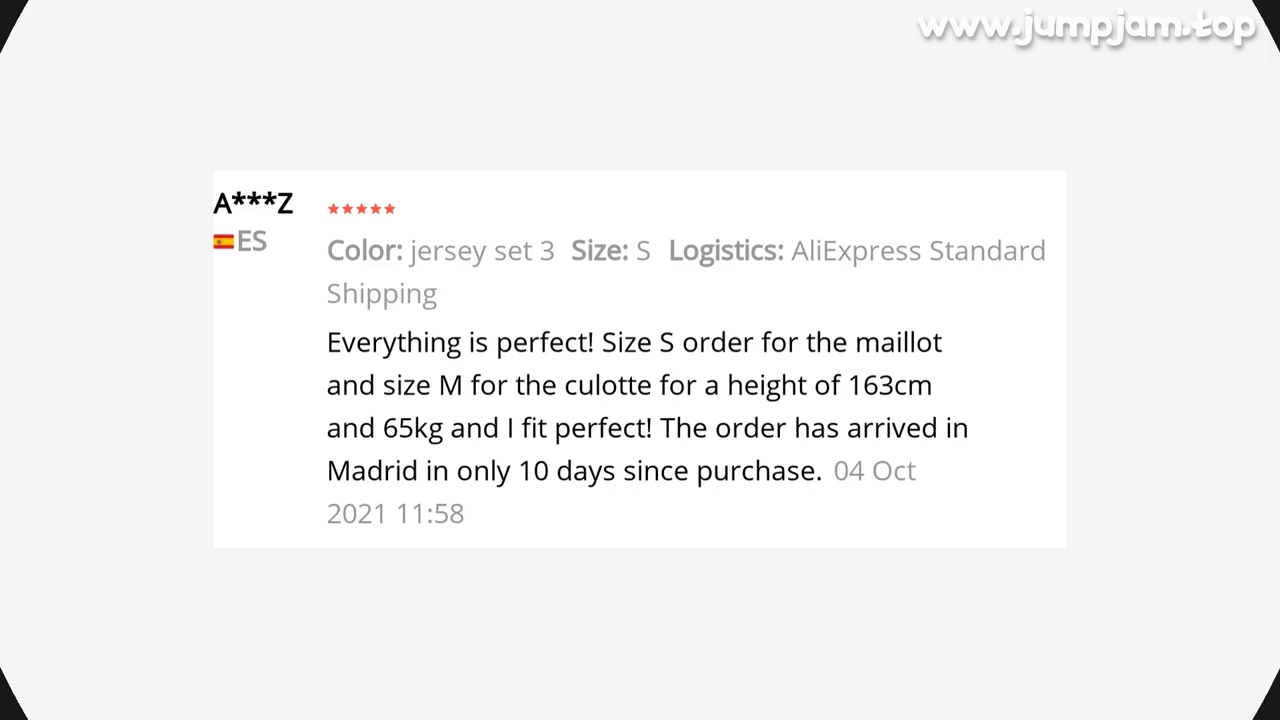 www.jumpjam.top
A***Z
ES
Color: jersey set 3 Size: S Logistics: AliExpress Standard
Shipping
Everything is perfect! Size S order for the maillot
and size M for the culotte for a height of 163cm
and 65kg and I fit perfect! The order has arrived in
Madrid in only 10 days since purchase. 04 Oct
2021 11:58